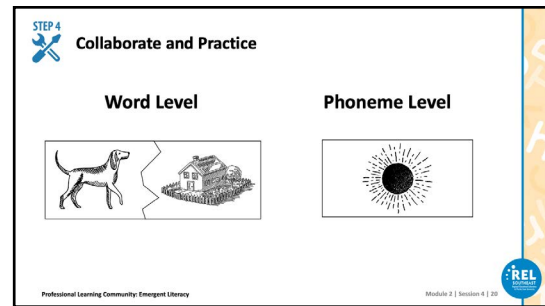 STEP 4
Collaborate and Practice
Word Level
Phoneme Level
Professional Learning Community: Emergent Literacy
Module 2 | Session 4 | 20
REL
SOUTHEAST